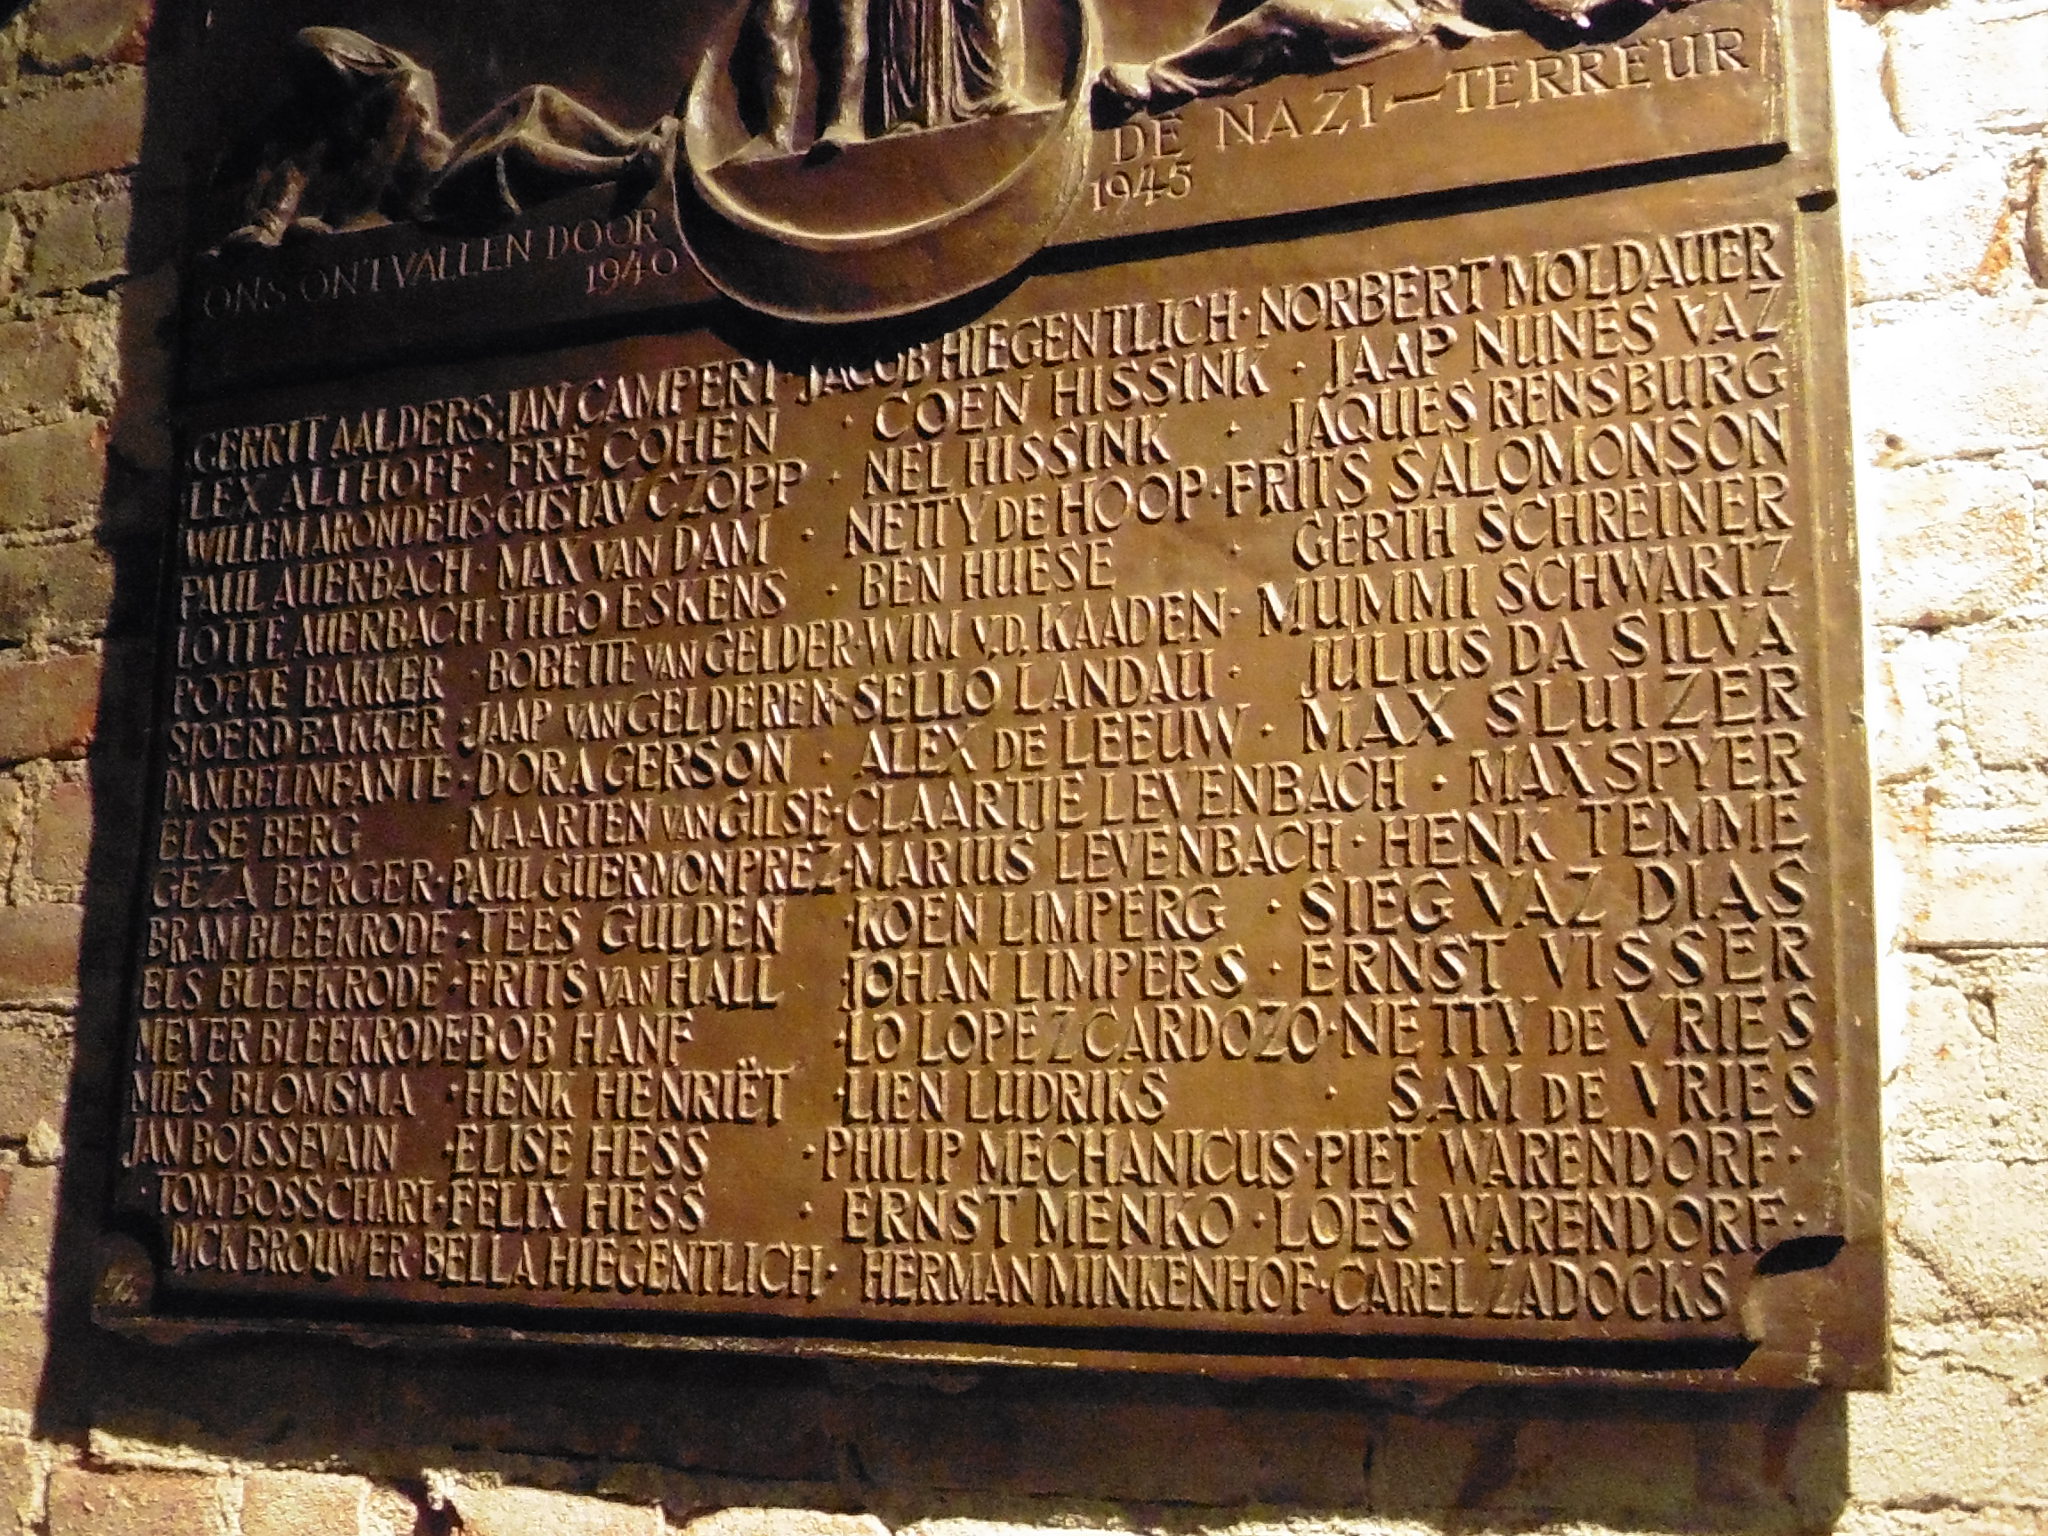 ONS ONTVALLEN DOOR DE NAZI-TERREUR
1940 1945
GERRIT AALDERS · JAN CAMPERT · JACOB HIEGENTLICH · NORBERT MOLDAUER
LEX ALTHOFF · FRE COHEN · COEN HISSINK · JAAP NUNES VAZ
WILLEM ARONDEUS · GUSTAV CZOPP · NEL HISSINK · JAQUES RENSBURG
PAUL AUERBACH · MAX VAN DAM · NETTY DE HOOP · FRITS SALOMONSON
LOTTE AUERBACH · THEO ESKENS · BEN HUESE · GERTH SCHREINER
POPKE BAKKER · BOBETTE VAN GELDER · WIM V.D. KAADEN · MUMMI SCHWARTZ
SJOERD BAKKER · JAAP VAN GELDEREN · SELLO LANDAU · JULIUS DA SILVA
DAN. BELINFANTE · DORA GERSON · ALEX DE LEEUW · MAX SLUIZER
ELSE BERG · MAARTEN VAN GILSE · CLAARTJE LEVENBACH · MAX SPYER
GEZA BERGER · PAUL GUERMONPREZ · MARIUS LEVENBACH · HENK TEMME
BRAM BLEEKRODE · TEES GULDEN · KOEN LIMPERG · SIEG VAZ DIAS
ELS BLEEKRODE · FRITS VAN HALL · JOHAN LIMPERS · ERNST VISSER
MEYER BLEEKRODE · BOB HANF · LO LOPEZ CARDOZO · NETTY DE VRIES
MIES BLOMSMA · HENK HENRIËT · LIEN LUDRIKS · SAM DE VRIES
JAN BOISSEVAIN · ELISE HESS · PHILIP MECHANICUS · PIET WARENDORF ·
· TOM BOSSCHART · FELIX HESS · ERNST MENKO · LOES WARENDORF ·
DICK BROUWER · BELLA HIEGENTLICH · HERMAN MINKENHOF · CAREL ZADOCKS